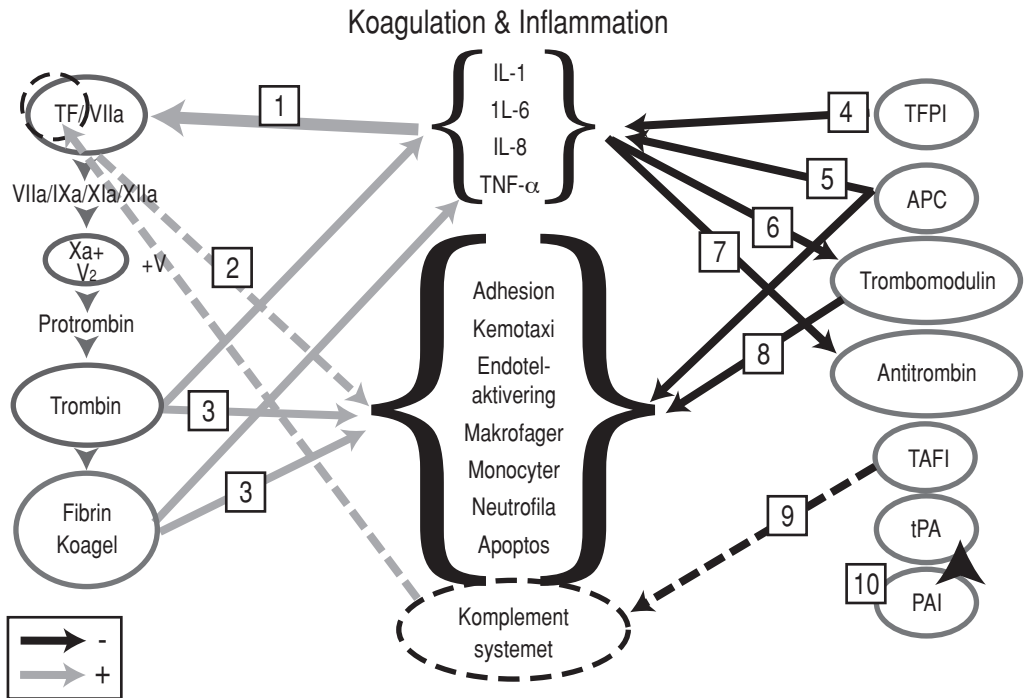 Koagulation & Inflammation
TF/VIIa
VIIa/IXa/XIa/XIIa
Xa+
V2
+V
Protrombin
Trombin
Fibrin
Koagel
1
2
3
3
IL-1
1L-6
IL-8
TNF-α
Adhesion
Kemotaxi
Endotel-
aktivering
Makrofager
Monocyter
Neutrofila
Apoptos
Komplement
systemet
4
5
6
7
8
9
10
TFPI
APC
Trombomodulin
Antitrombin
TAFI
tPA
PAI
-
+